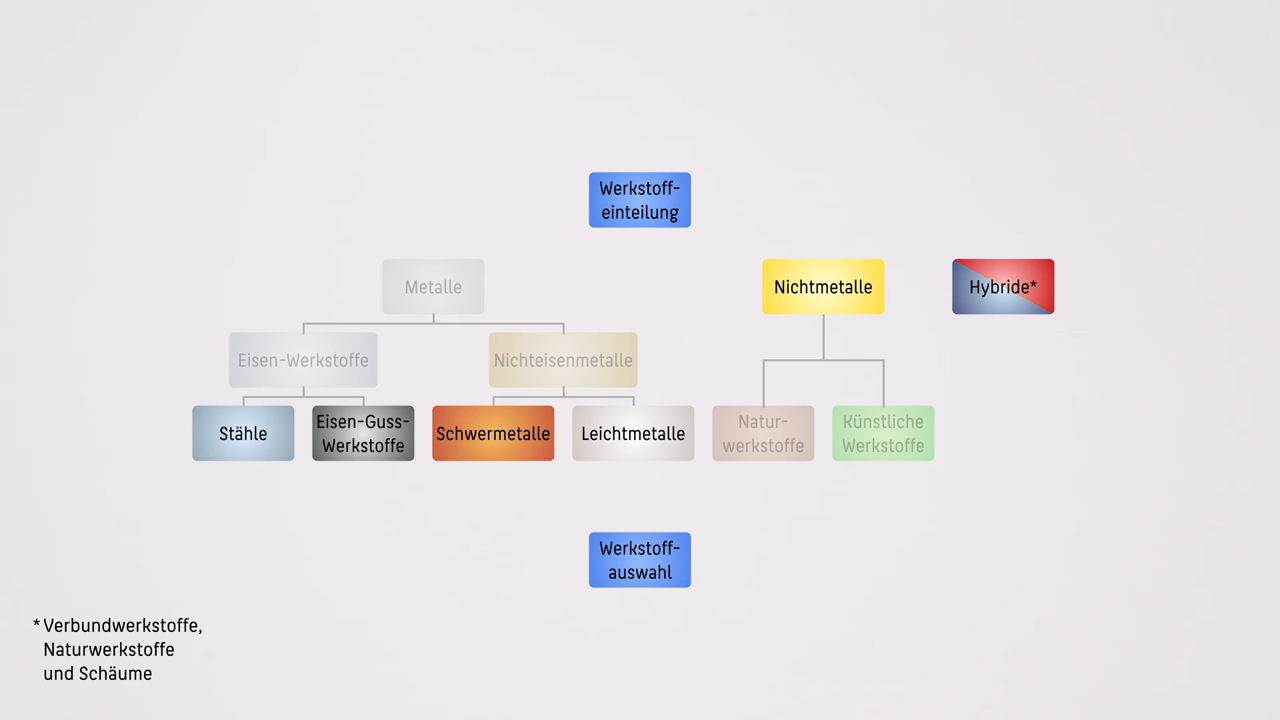 Werkstoff-
einteilung
Metalle
Nichtmetalle
Hybride*
Eisen-Werkstoffe
Nichteisenmetalle
Stähle
Eisen-Guss-
Werkstoffe
Schwermetalle
Leichtmetalle
Natur-
werkstoffe
Künstliche
Werkstoffe
Werkstoff-
auswahl
* Verbundwerkstoffe,
Naturwerkstoffe
und Schäume